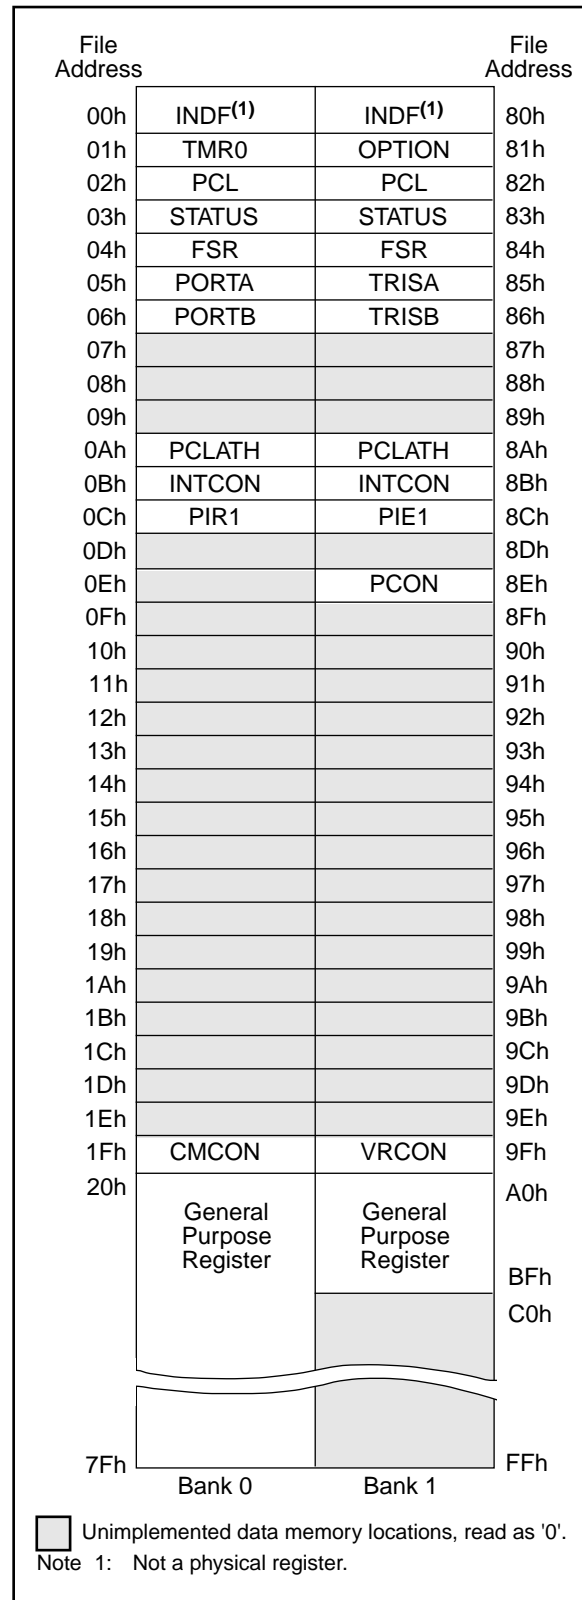 File Address File Address
00h INDF(1) INDF(1) 80h
01h TMR0 OPTION 81h
02h PCL PCL 82h
03h STATUS STATUS 83h
04h FSR FSR 84h
05h PORTA TRISA 85h
06h PORTB TRISB 86h
07h 87h
08h 88h
09h 89h
0Ah PCLATH PCLATH 8Ah
0Bh INTCON INTCON 8Bh
0Ch PIR1 PIE1 8Ch
0Dh 8Dh
0Eh PCON 8Eh
0Fh 8Fh
10h 90h
11h 91h
12h 92h
13h 93h
14h 94h
15h 95h
16h 96h
17h 97h
18h 98h
19h 99h
1Ah 9Ah
1Bh 9Bh
1Ch 9Ch
1Dh 9Dh
1Eh 9Eh
1Fh CMCON VRCON 9Fh
20h A0h
General General
Purpose Purpose
Register Register
BFh
C0h
7Fh FFh
Bank 0 Bank 1
Unimplemented data memory locations, read as '0'.
Note 1: Not a physical register.